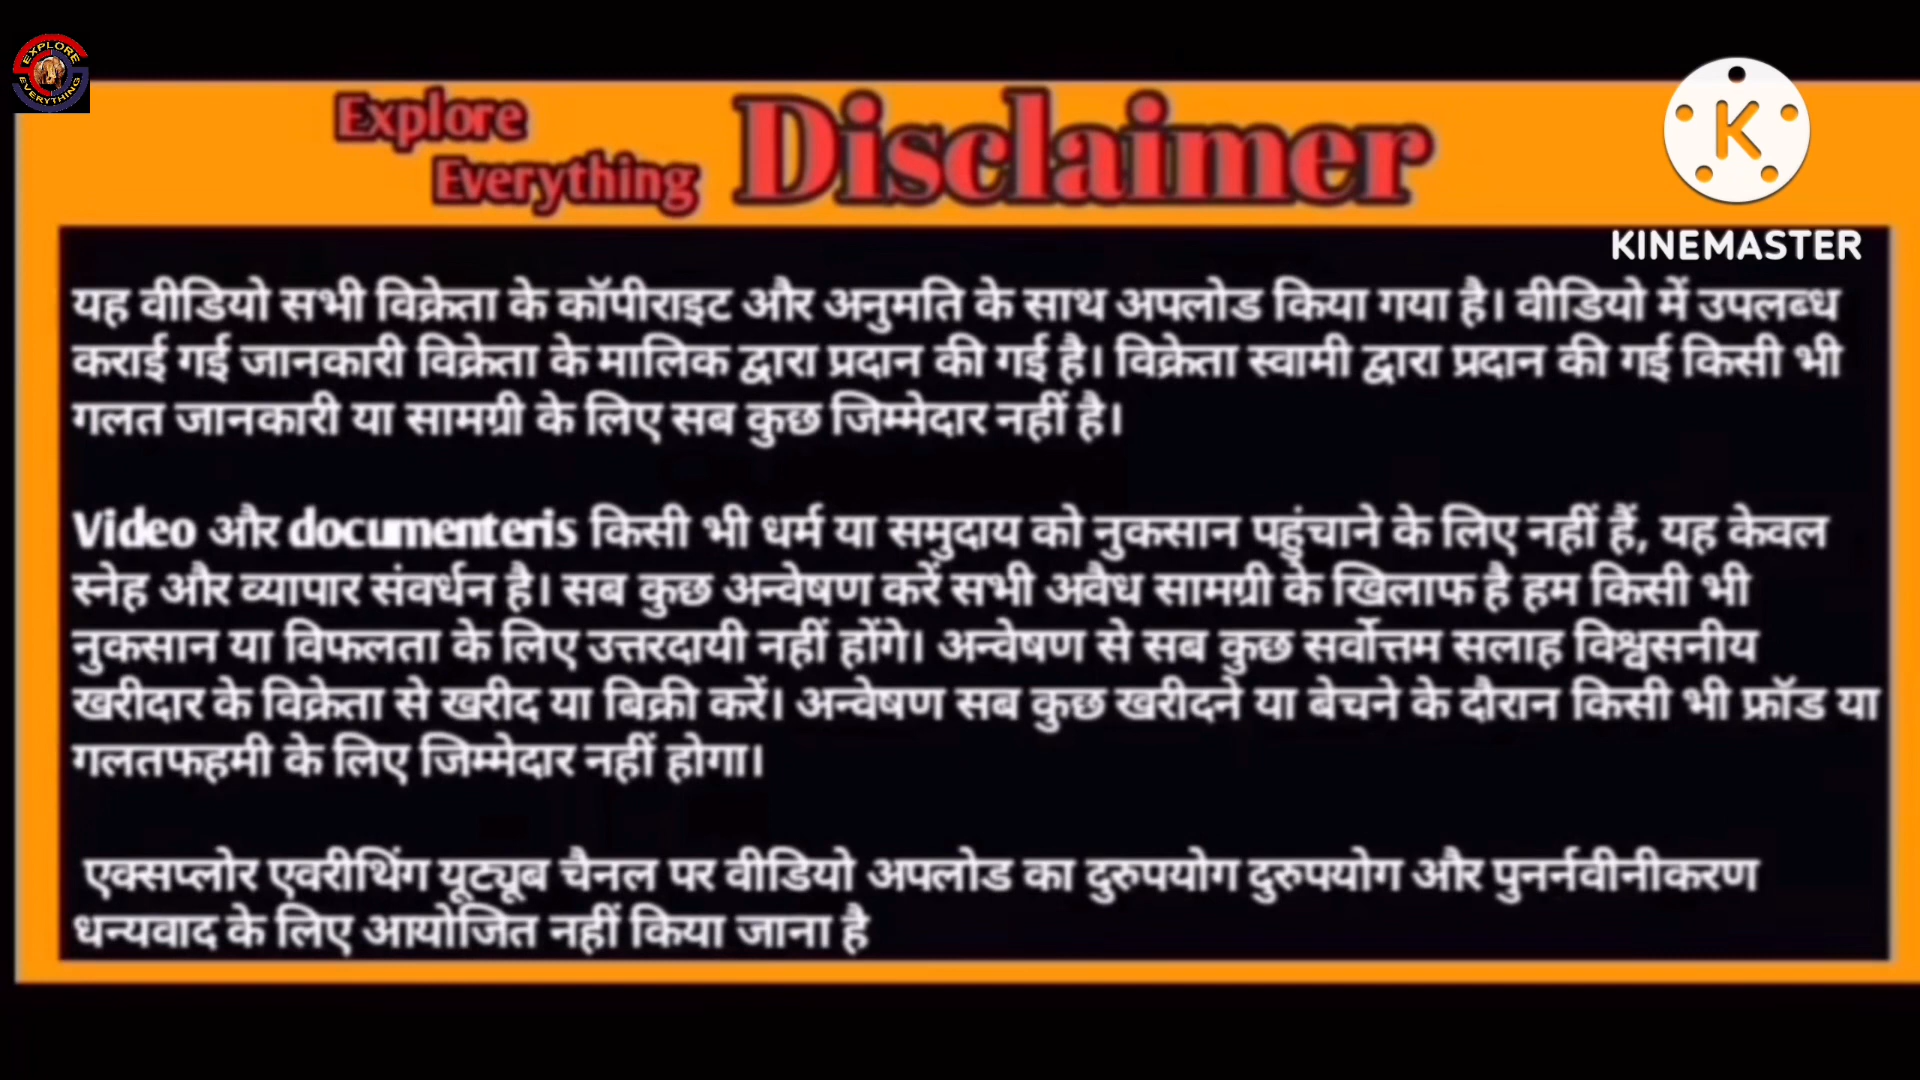 EXPLORE
EVERYTHING
Explore
Everything
Disclaimer
K
KINEMASTER
यह वीडियो सभी विक्रेता के कॉपीराइट और अनुमति के साथ अपलोड किया गया है। वीडियो में उपलब्ध
कराई गई जानकारी विक्रेता के मालिक द्वारा प्रदान की गई है। विक्रेता स्वामी द्वारा प्रदान की गई किसी भी
गलत जानकारी या सामग्री के लिए सब कुछ जिम्मेदार नहीं है।
Video और documenteris किसी भी धर्म या समुदाय को नुकसान पहुंचाने के लिए नहीं हैं, यह केवल
स्नेह और व्यापार संवर्धन है। सब कुछ अन्वेषण करें सभी अवैध सामग्री के खिलाफ है हम किसी भी
नुकसान या विफलता के लिए उत्तरदायी नहीं होंगे। अन्वेषण से सब कुछ सर्वोत्तम सलाह विश्वसनीय
खरीदार के विक्रेता से खरीद या बिक्री करें। अन्वेषण सब कुछ खरीदने या बेचने के दौरान किसी भी फ्रॉड या
गलतफहमी के लिए जिम्मेदार नहीं होगा।
एक्सप्लोर एवरीथिंग यूट्यूब चैनल पर वीडियो अपलोड का दुरुपयोग दुरुपयोग और पुनर्नवीनीकरण
धन्यवाद के लिए आयोजित नहीं किया जाना है